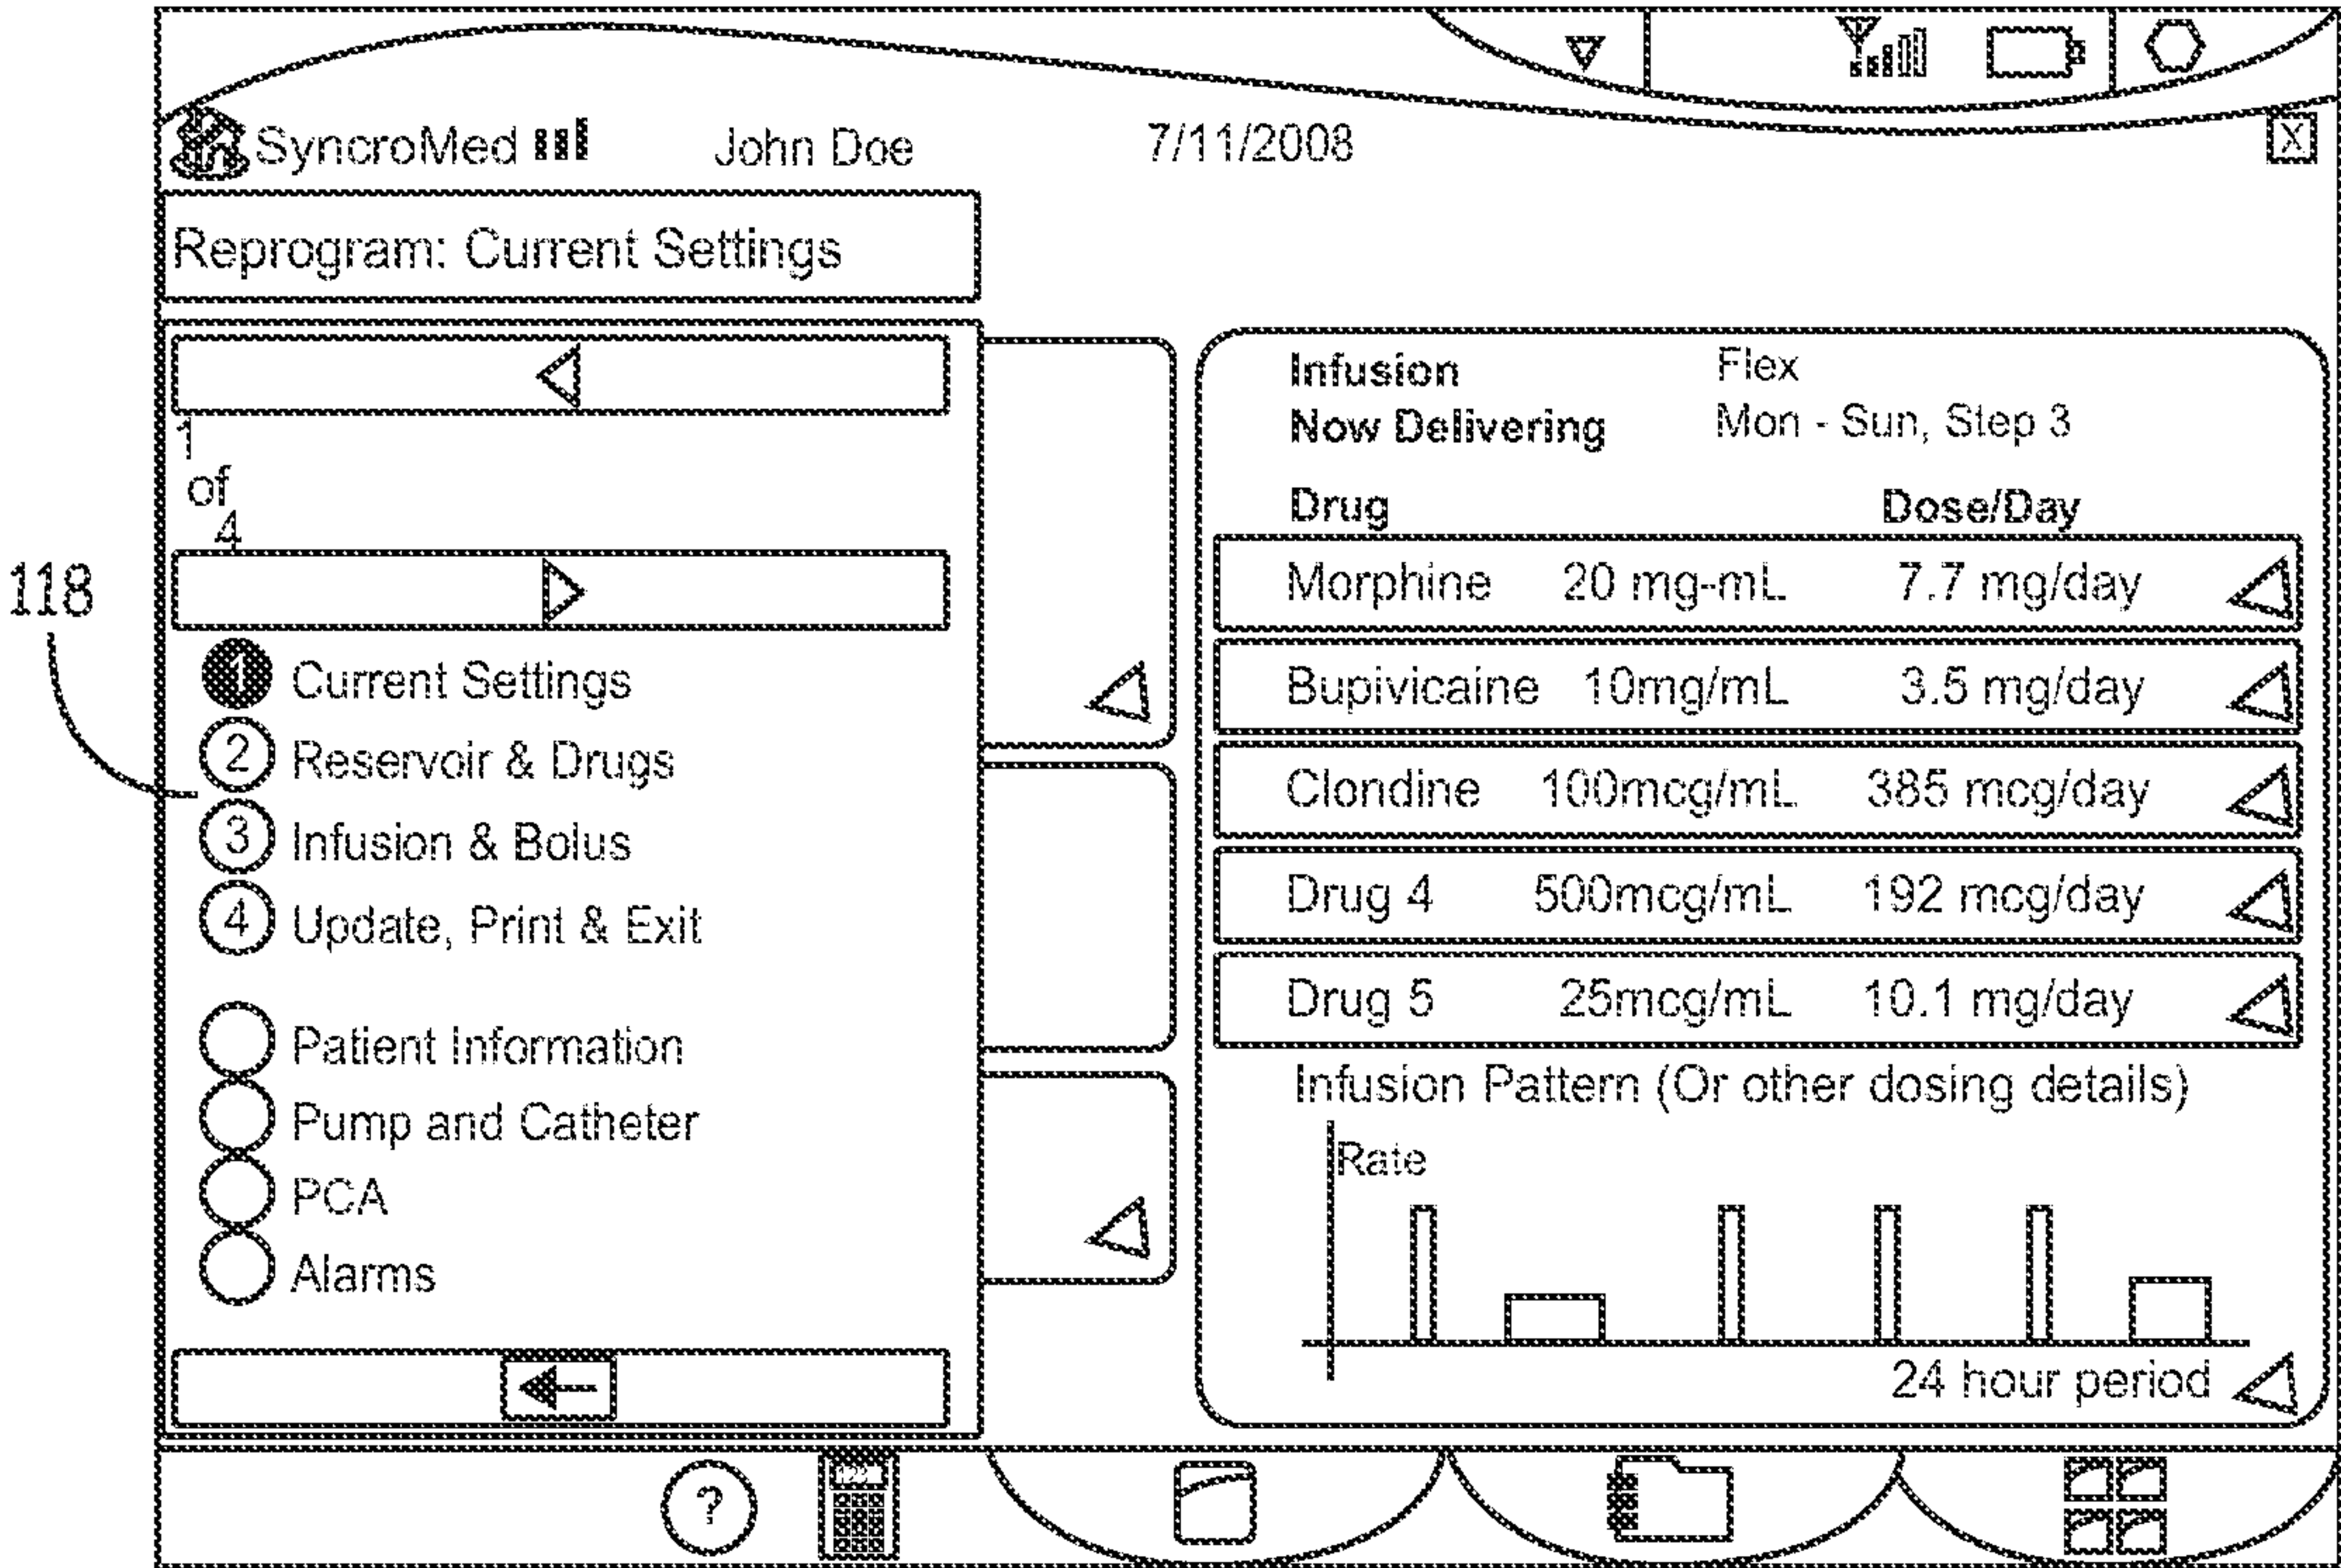 SyncroMed John Doe 7/11/2008 X
Reprogram: Current Settings
1
of
4
118
1 Current Settings
2 Reservoir & Drugs
3 Infusion & Bolus
4 Update, Print & Exit
Patient Information
Pump and Catheter
PCA
Alarms
Infusion Flex
Now Delivering Mon - Sun, Step 3
Drug Dose/Day
Morphine 20 mg-mL 7.7 mg/day
Bupivicaine 10mg/mL 3.5 mg/day
Clondine 100mcg/mL 385 mcg/day
Drug 4 500mcg/mL 192 mcg/day
Drug 5 25mcg/mL 10.1 mg/day
Infusion Pattern (Or other dosing details)
Rate
24 hour period
?
123